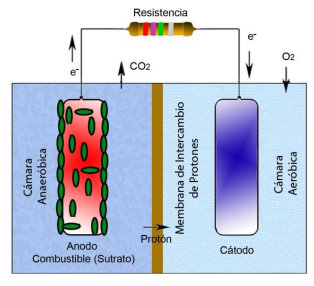 Resistencia
e-
CO2
e-
O2
Cámara
Anaeróbica
Membrana de Intercambio
de Protones
Cámara
Aeróbica
Anodo
Combustible (Sutrato)
Protón
Cátodo